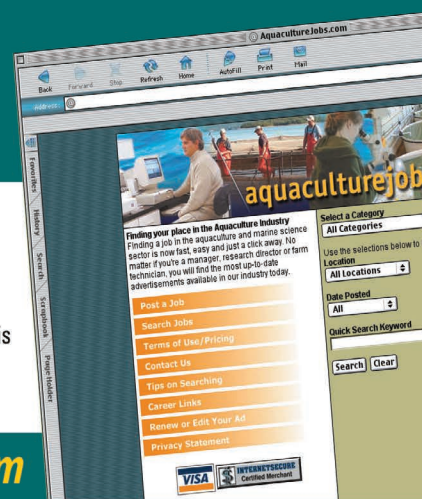 AquacultureJobs.com
Back Forward Stop Refresh Home AutoFill Print Mail
Address:
Favorites
History
Search
Scrapbook
Page Holder
aquaculturejob
Finding your place in the Aquaculture Industry
Finding a job in the aquaculture and marine science
sector is now fast, easy and just a click away. No
matter if you're a manager, research director or farm
technician, you will find the most up-to-date
advertisements available in our industry today.
Post a Job
Search Jobs
Terms of Use/Pricing
Contact Us
Tips on Searching
Career Links
Renew or Edit Your Ad
Privacy Statement
VISA
INTERNETSECURE
Certified Merchant
Select a Category
All Categories
Use the selections below to
Location
All Locations
Date Posted
All
Quick Search Keyword
Search Clear
is
m